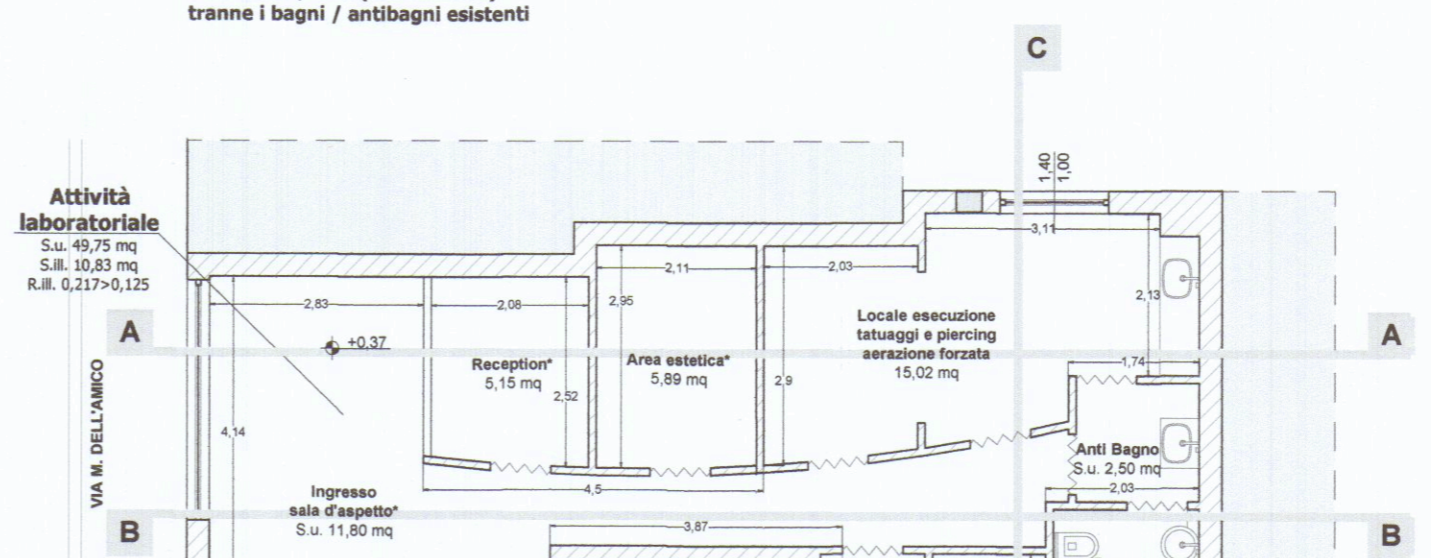 tranne i bagni / antibagni esistenti
C
1,40
1,00
Attività
laboratoriale
S.u. 49,75 mq
S.ill. 10,83 mq
R.ill. 0,217>0,125
3,11
2,11
2,03
2,83
2,08
2,95
2,13
A
+0,37
Locale esecuzione
tatuaggi e piercing
aerazione forzata
15,02 mq
A
Reception*
5,15 mq
Area estetica*
5,89 mq
1,74
2,9
2,52
VIA M. DELL'AMICO
4,14
Anti Bagno
S.u. 2,50 mq
2,03
4,5
Ingresso
sala d'aspetto*
S.u. 11,80 mq
3,87
B
B